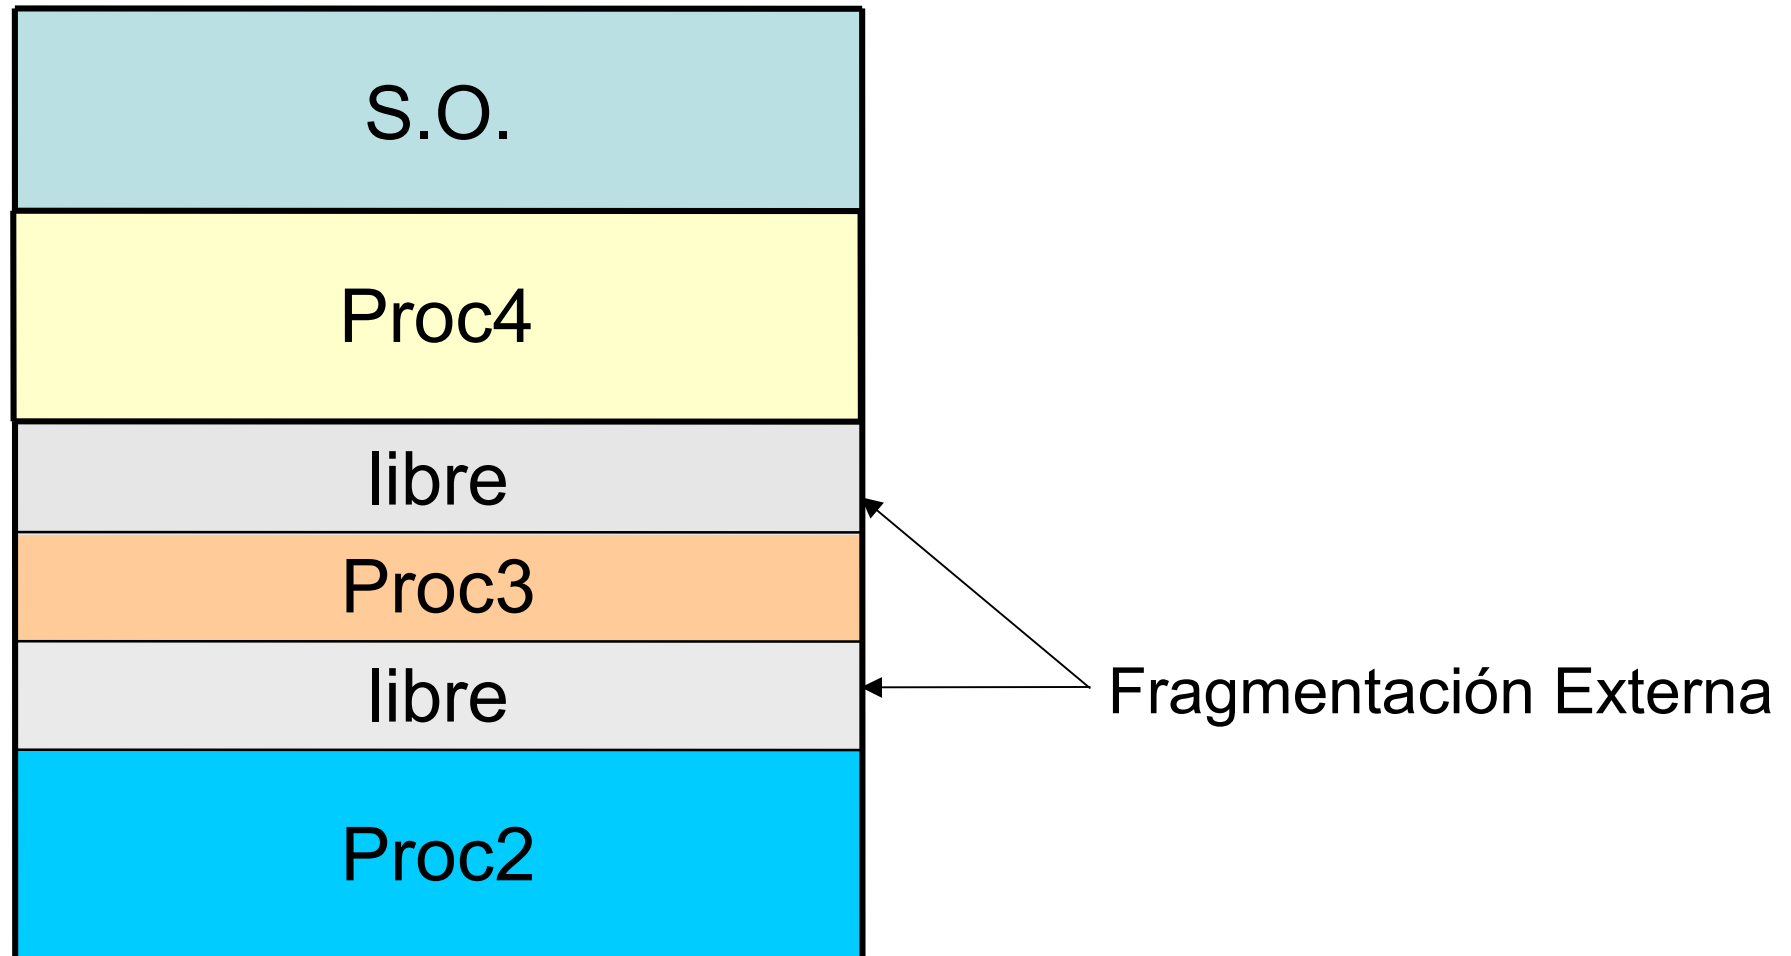 S.O.
Proc4
libre
Proc3
libre
Fragmentación Externa
Proc2